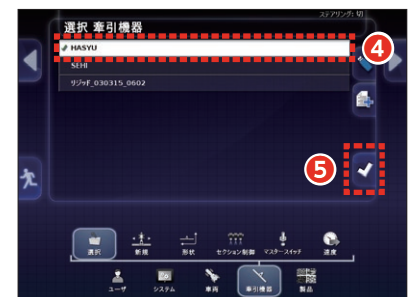 ステアリング: 切
選択 牽引機器
HASYU
4
SEHI
リジッド_030315_0602
5
選択 新規 形状 セクション制御 マスタースイッチ 速度
ユーザ システム 車両 牽引機器 製品